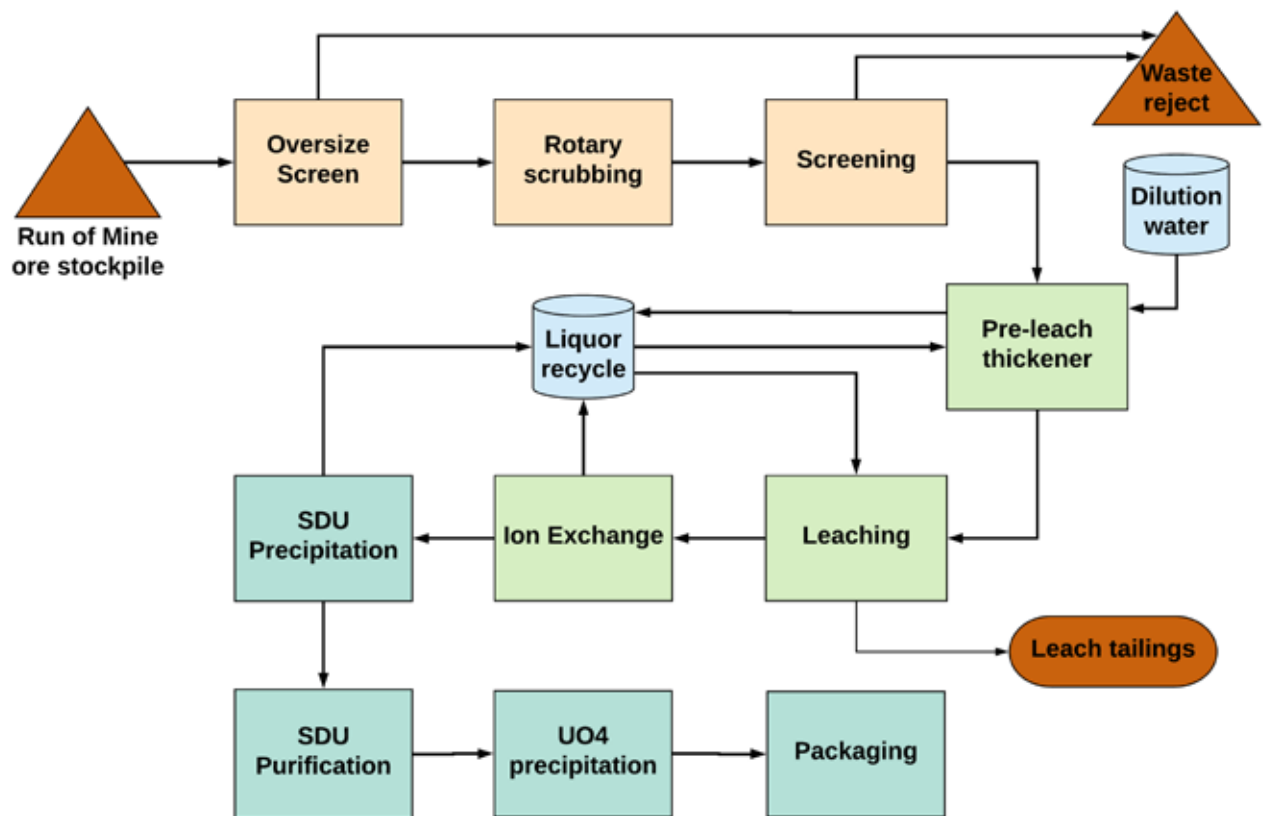 Waste
reject
Oversize
Screen
Rotary
scrubbing
Screening
Run of Mine
ore stockpile
Dilution
water
Liquor
recycle
Pre-leach
thickener
SDU
Precipitation
Ion Exchange
Leaching
Leach tailings
SDU
Purification
UO4
precipitation
Packaging